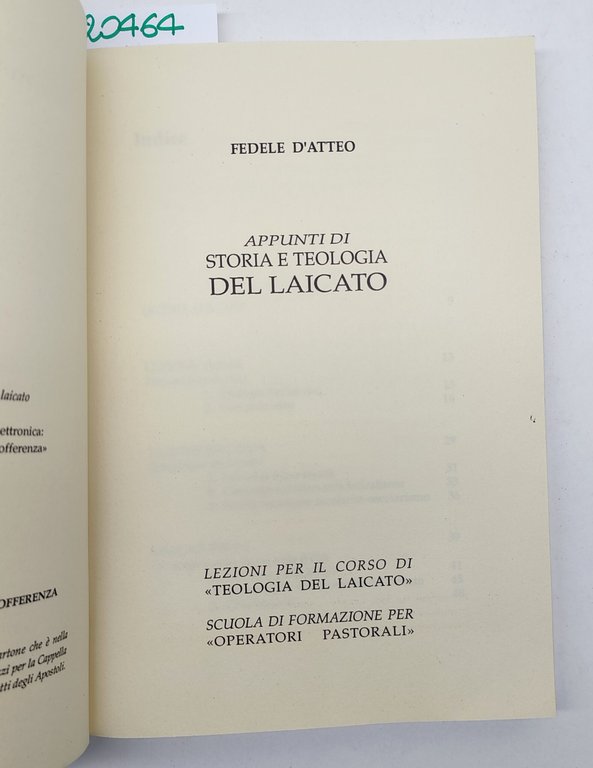 20464
laicato
ettronica:
offerenza»
OFFERENZA
artone che è nella
zzi per la Cappella
tti degli Apostoli.
FEDELE D'ATTEO
APPUNTI DI
STORIA E TEOLOGIA
DEL LAICATO
LEZIONI PER IL CORSO DI
«TEOLOGIA DEL LAICATO»
SCUOLA DI FORMAZIONE PER
«OPERATORI PASTORALI»